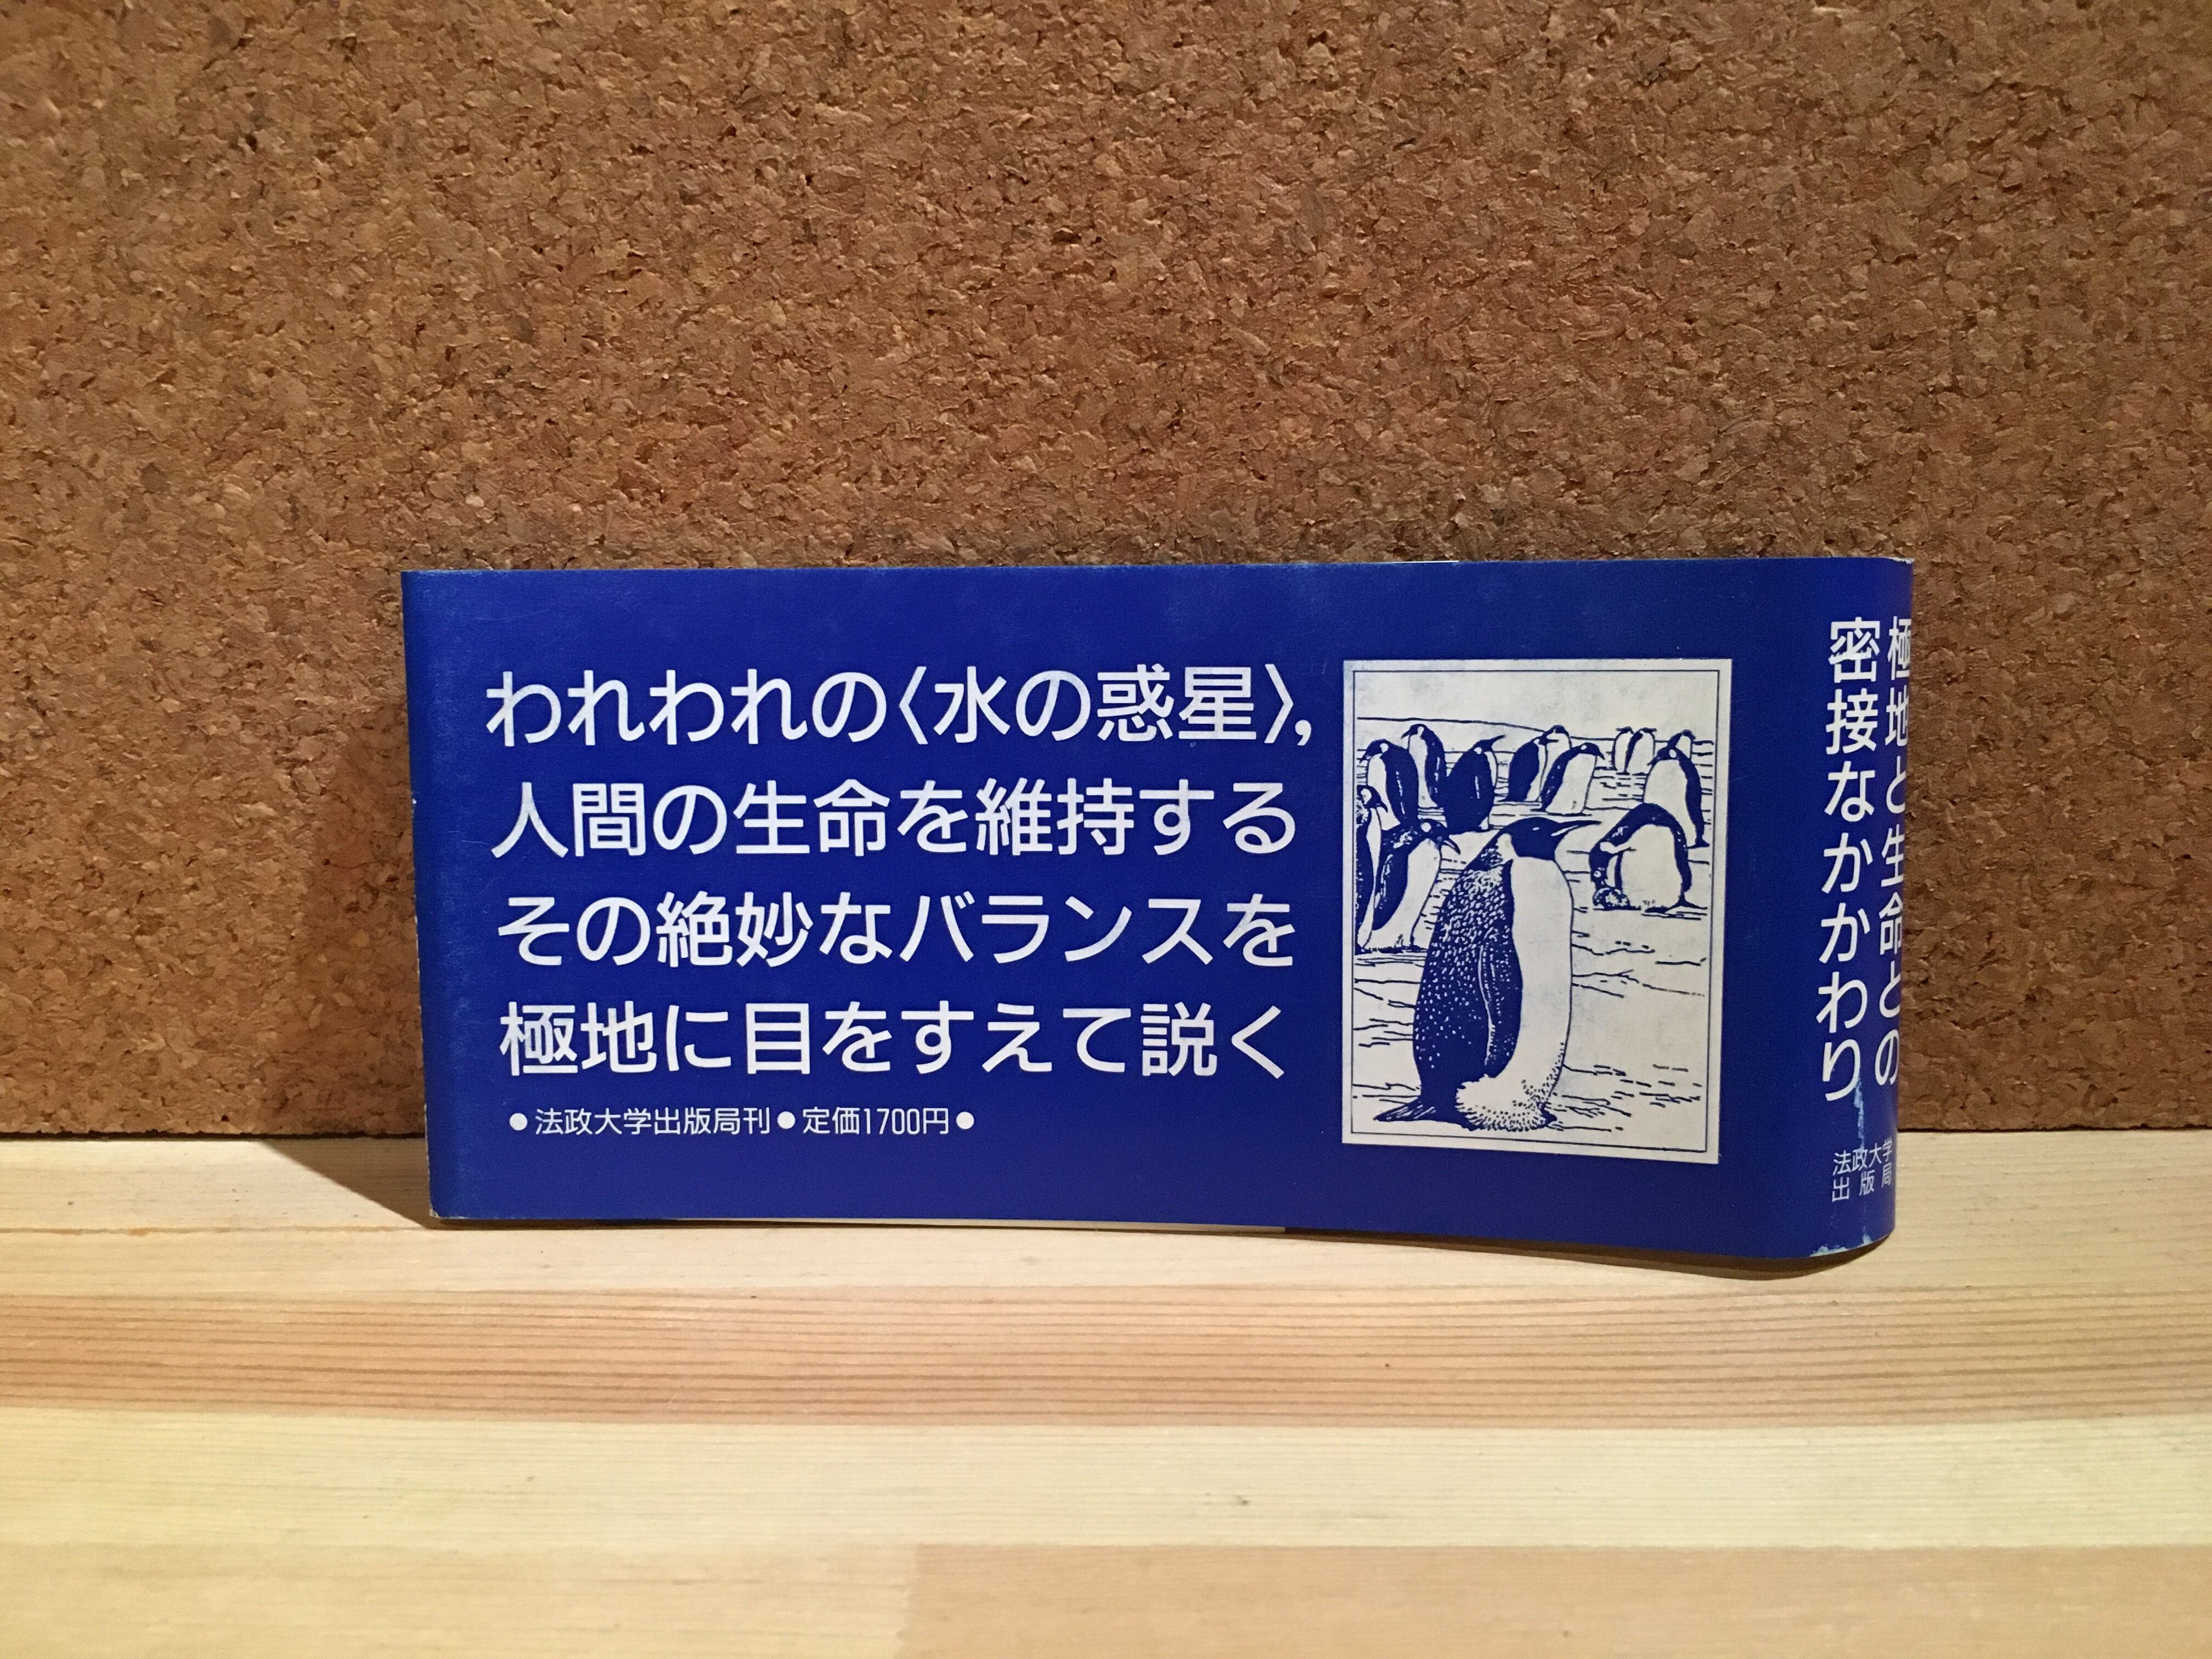 われわれの〈水の惑星〉,
人間の生命を維持する
その絶妙なバランスを
極地に目をすえて説く
●法政大学出版局刊●定価1700円●
極地と生命との
密接なかかわり
法政大学
出版局